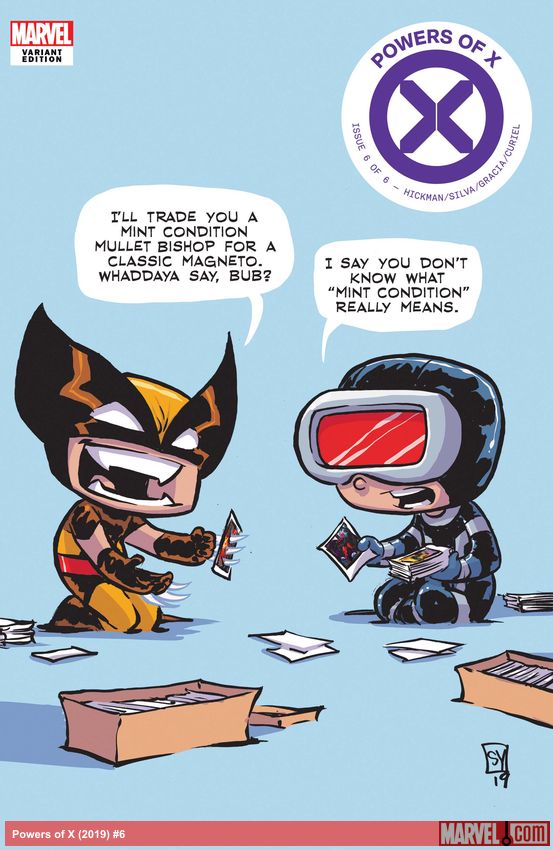 MARVEL
VARIANT
EDITION
POWERS OF X
X
ISSUE 6 OF 6 – HICKMAN/SILVA/GRACIA/CURIEL
I'LL TRADE YOU A
MINT CONDITION
MULLET BISHOP FOR A
CLASSIC MAGNETO.
WHADDAYA SAY, BUB?
I SAY YOU DON'T
KNOW WHAT
"MINT CONDITION"
REALLY MEANS.
SY
19
Powers of X (2019) #6
MARVEL.com